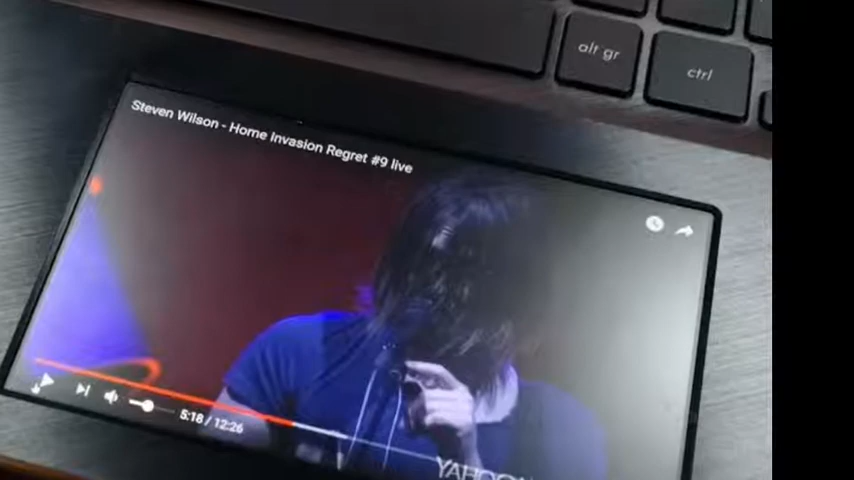 alt gr
ctrl
Steven Wilson - Home Invasion Regret #9 live
5:18 / 12:26